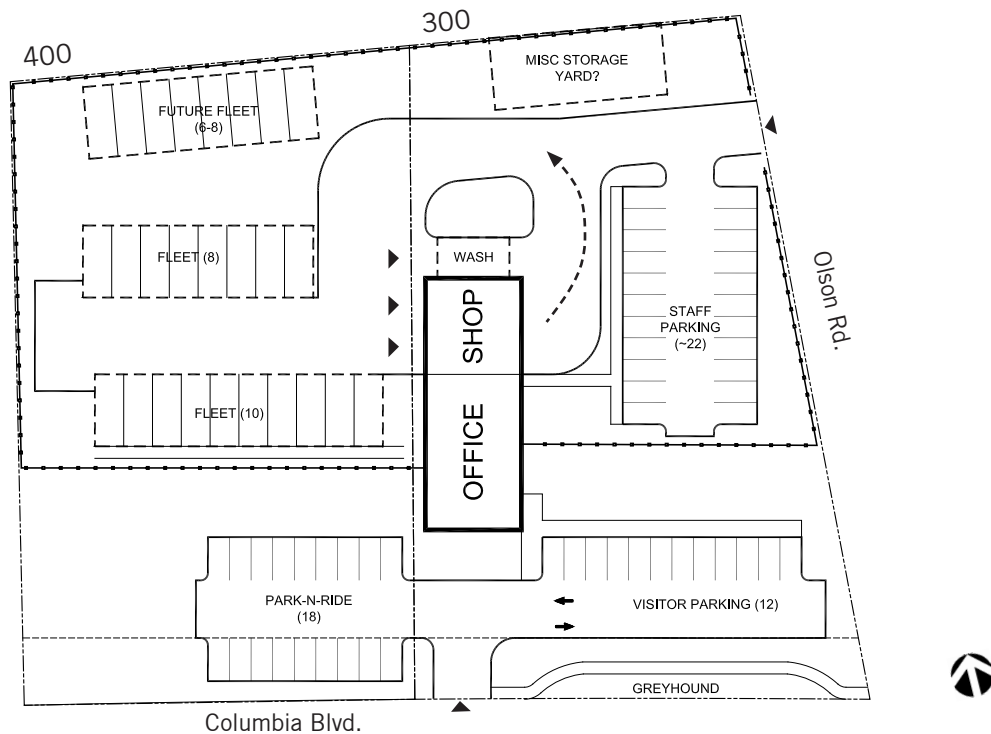 400
300
MISC STORAGE
YARD?
FUTURE FLEET
(6-8)
FLEET (8)
WASH
SHOP
STAFF
PARKING
(~22)
Olson Rd.
FLEET (10)
OFFICE
PARK-N-RIDE
(18)
VISITOR PARKING (12)
GREYHOUND
Columbia Blvd.